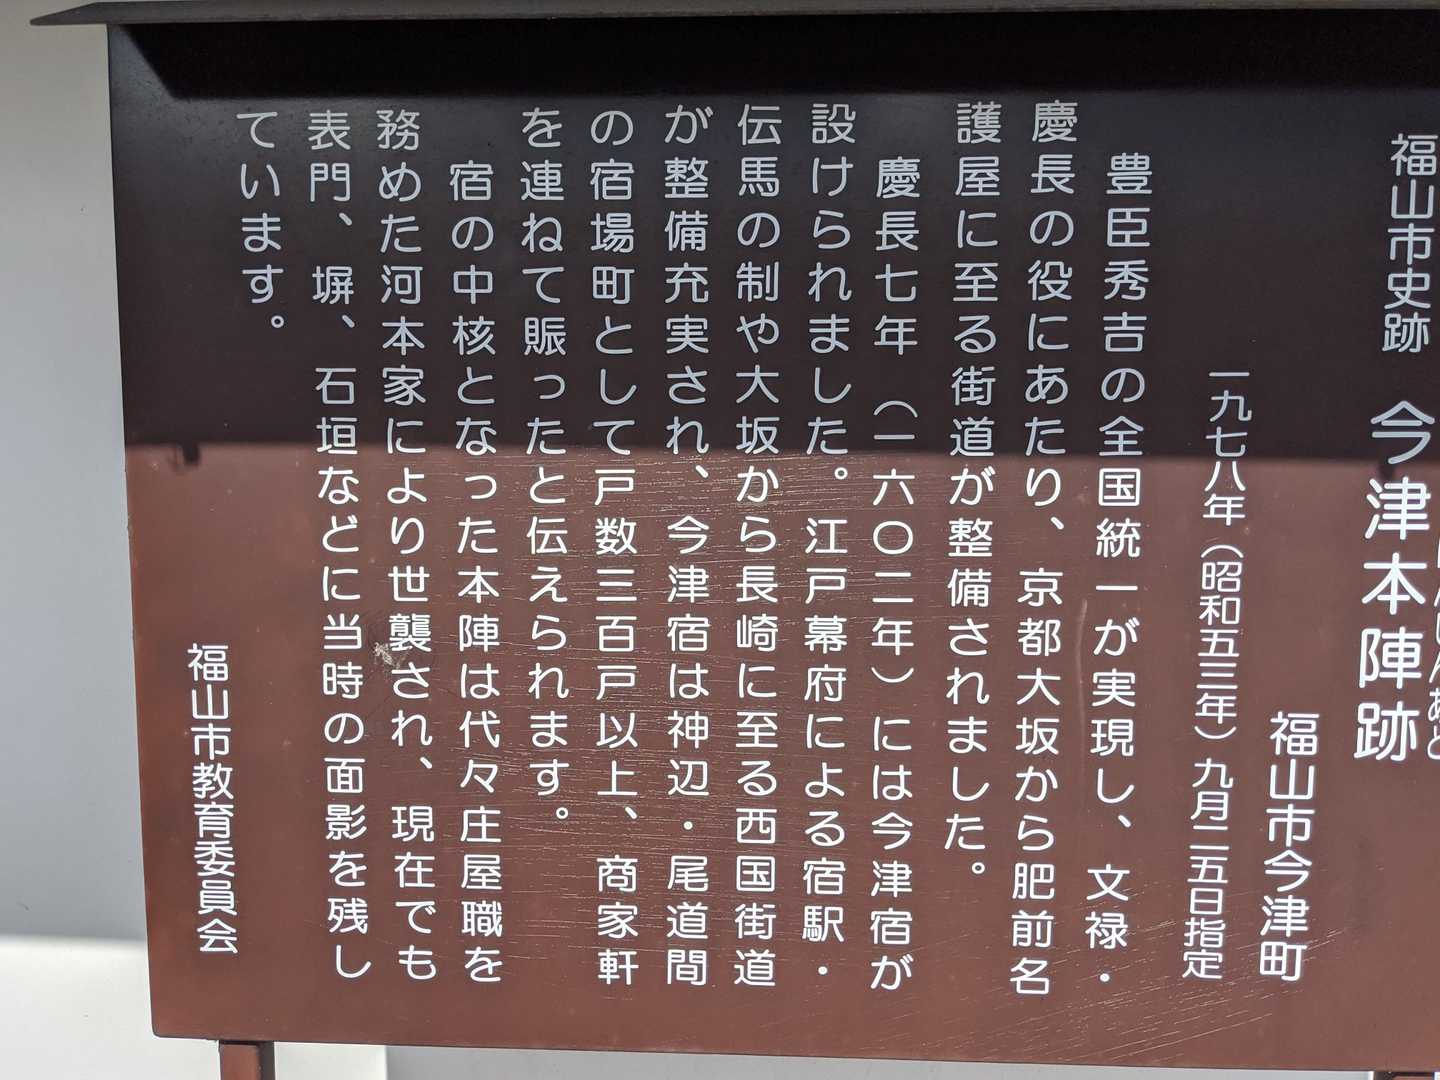 福山市史跡 今津本陣跡
福山市今津町
一九七八年（昭和五三年）九月二五日指定
豊臣秀吉の全国統一が実現し、文禄・
慶長の役にあたり、京都大坂から肥前名
護屋に至る街道が整備されました。
慶長七年（一六〇二年）には今津宿が
設けられました。江戸幕府による宿駅・
伝馬の制や大坂から長崎に至る西国街道
が整備充実され、今津宿は神辺・尾道間
の宿場町として戸数三百戸以上、商家軒
を連ねて賑ったと伝えられます。
宿の中核となった本陣は代々庄屋職を
務めた河本家により世襲され、現在でも
表門、塀、石垣などに当時の面影を残し
ています。
福山市教育委員会